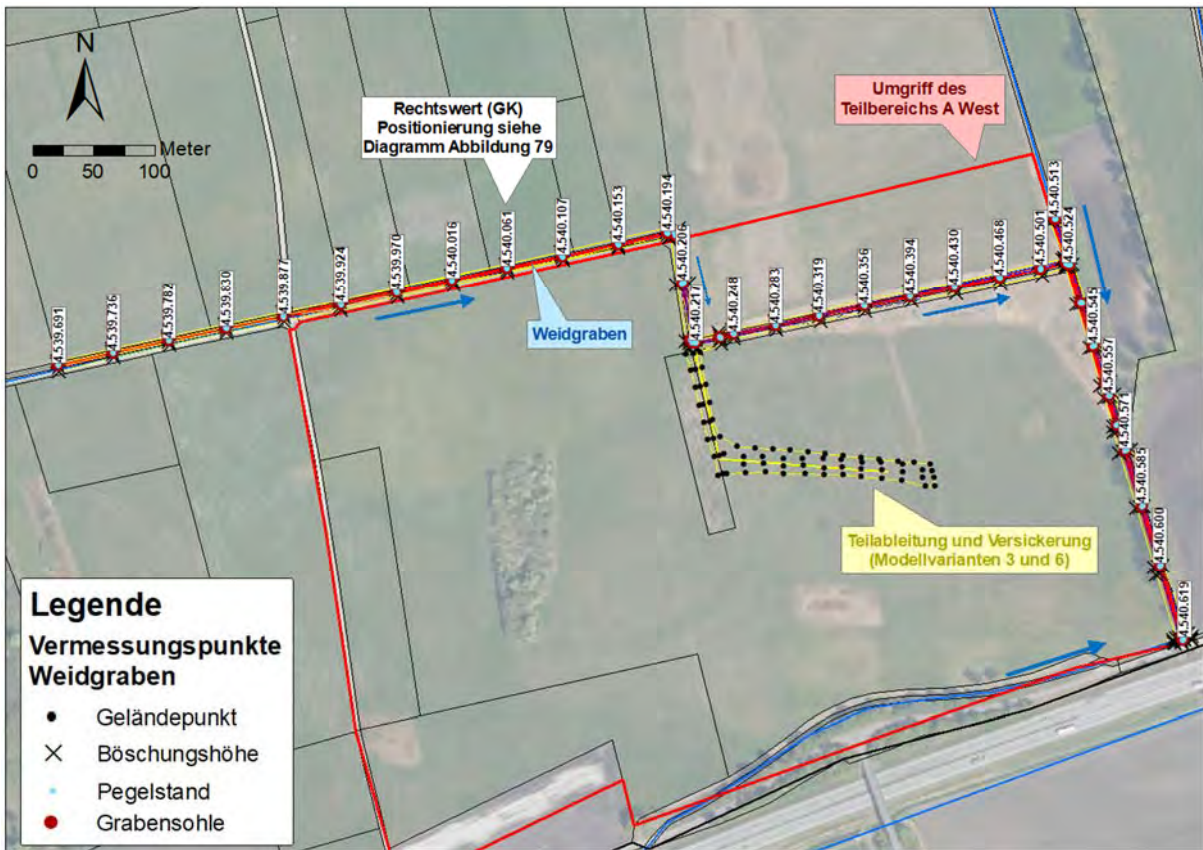 N
Meter
0 50 100
Rechtswert (GK)
Positionierung siehe
Diagramm Abbildung 79
Umgriff des
Teilbereichs A West
4.539.691
4.539.736
4.539.782
4.539.830
4.539.877
4.539.924
4.539.970
4.540.016
4.540.061
4.540.107
4.540.153
4.540.194
4.540.206
4.540.217
4.540.248
4.540.283
4.540.319
4.540.356
4.540.394
4.540.430
4.540.468
4.540.501
4.540.513
4.540.524
4.540.545
4.540.557
4.540.571
4.540.585
4.540.600
4.540.619
Weidgraben
Teilableitung und Versickerung
(Modellvarianten 3 und 6)
Legende
Vermessungspunkte
Weidgraben
Geländepunkt
Böschungshöhe
Pegelstand
Grabensohle